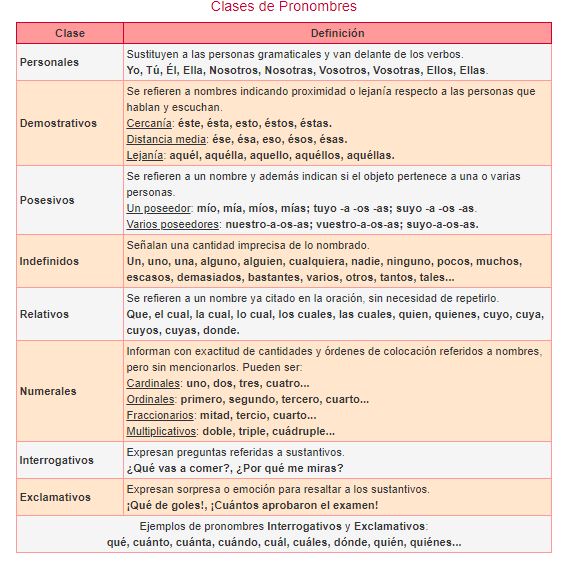 Clases de Pronombres
Clase
Definición
Personales
Sustituyen a las personas gramaticales y van delante de los verbos.
Yo, Tú, Él, Ella, Nosotros, Nosotras, Vosotros, Vosotras, Ellos, Ellas.
Demostrativos
Se refieren a nombres indicando proximidad o lejanía respecto a las personas que
hablan y escuchan.
Cercanía: éste, ésta, esto, éstos, éstas.
Distancia media: ése, ésa, eso, ésos, ésas.
Lejanía: aquél, aquélla, aquello, aquéllos, aquéllas.
Posesivos
Se refieren a un nombre y además indican si el objeto pertenece a una o varias
personas.
Un poseedor: mío, mía, míos, mías; tuyo -a -os -as; suyo -a -os -as.
Varios poseedores: nuestro-a-os-as; vuestro-a-os-as; suyo-a-os-as.
Indefinidos
Señalan una cantidad imprecisa de lo nombrado.
Un, uno, una, alguno, alguien, cualquiera, nadie, ninguno, pocos, muchos,
escasos, demasiados, bastantes, varios, otros, tantos, tales...
Relativos
Se refieren a un nombre ya citado en la oración, sin necesidad de repetirlo.
Que, el cual, la cual, lo cual, los cuales, las cuales, quien, quienes, cuyo, cuya,
cuyos, cuyas, donde.
Numerales
Informan con exactitud de cantidades y órdenes de colocación referidos a nombres,
pero sin mencionarlos. Pueden ser:
Cardinales: uno, dos, tres, cuatro...
Ordinales: primero, segundo, tercero, cuarto...
Fraccionarios: mitad, tercio, cuarto...
Multiplicativos: doble, triple, cuádruple...
Interrogativos
Expresan preguntas referidas a sustantivos.
¿Qué vas a comer?, ¿Por qué me miras?
Exclamativos
Expresan sorpresa o emoción para resaltar a los sustantivos.
¡Qué de goles!, ¡Cuántos aprobaron el examen!
Ejemplos de pronombres Interrogativos y Exclamativos:
qué, cuánto, cuánta, cuándo, cuál, cuáles, dónde, quién, quiénes...